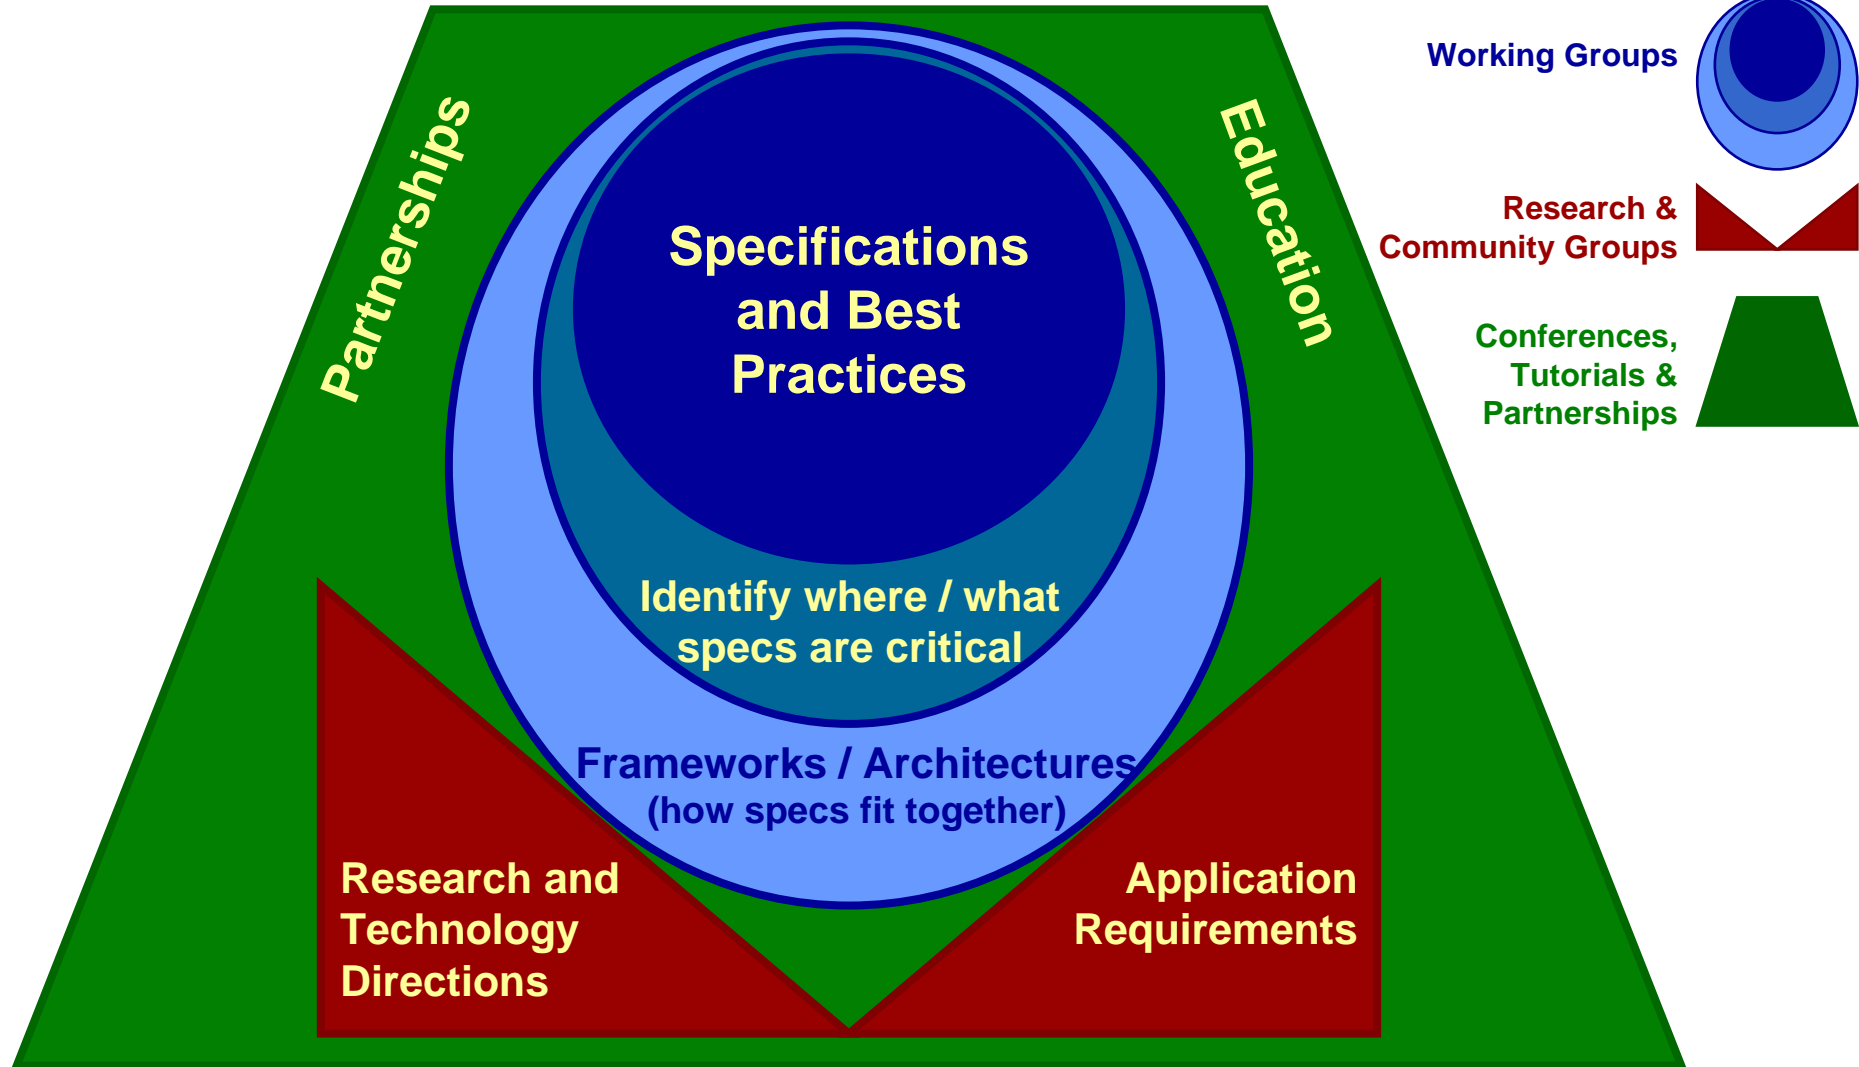 Partnerships
Education
Specifications
and Best
Practices
Identify where / what
specs are critical
Frameworks / Architectures
(how specs fit together)
Research and
Technology
Directions
Application
Requirements
Working Groups
Research &
Community Groups
Conferences,
Tutorials &
Partnerships